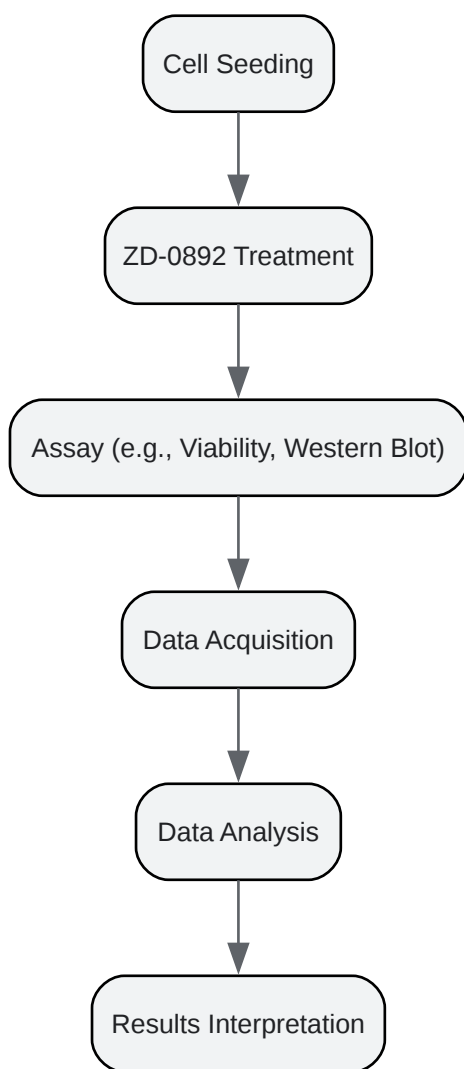 Cell Seeding
ZD-0892 Treatment
Assay (e.g., Viability, Western Blot)
Data Acquisition
Data Analysis
Results Interpretation